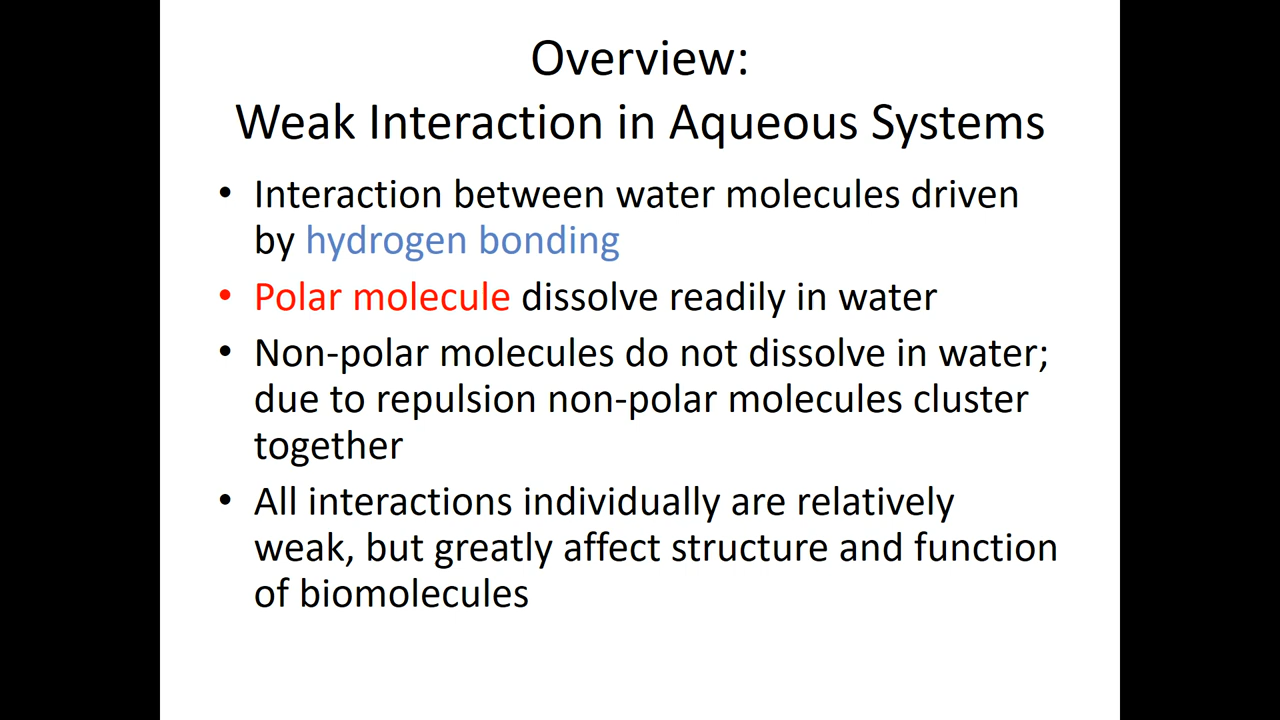 Overview:
Weak Interaction in Aqueous Systems
• Interaction between water molecules driven
by hydrogen bonding
• Polar molecule dissolve readily in water
• Non-polar molecules do not dissolve in water;
due to repulsion non-polar molecules cluster
together
• All interactions individually are relatively
weak, but greatly affect structure and function
of biomolecules